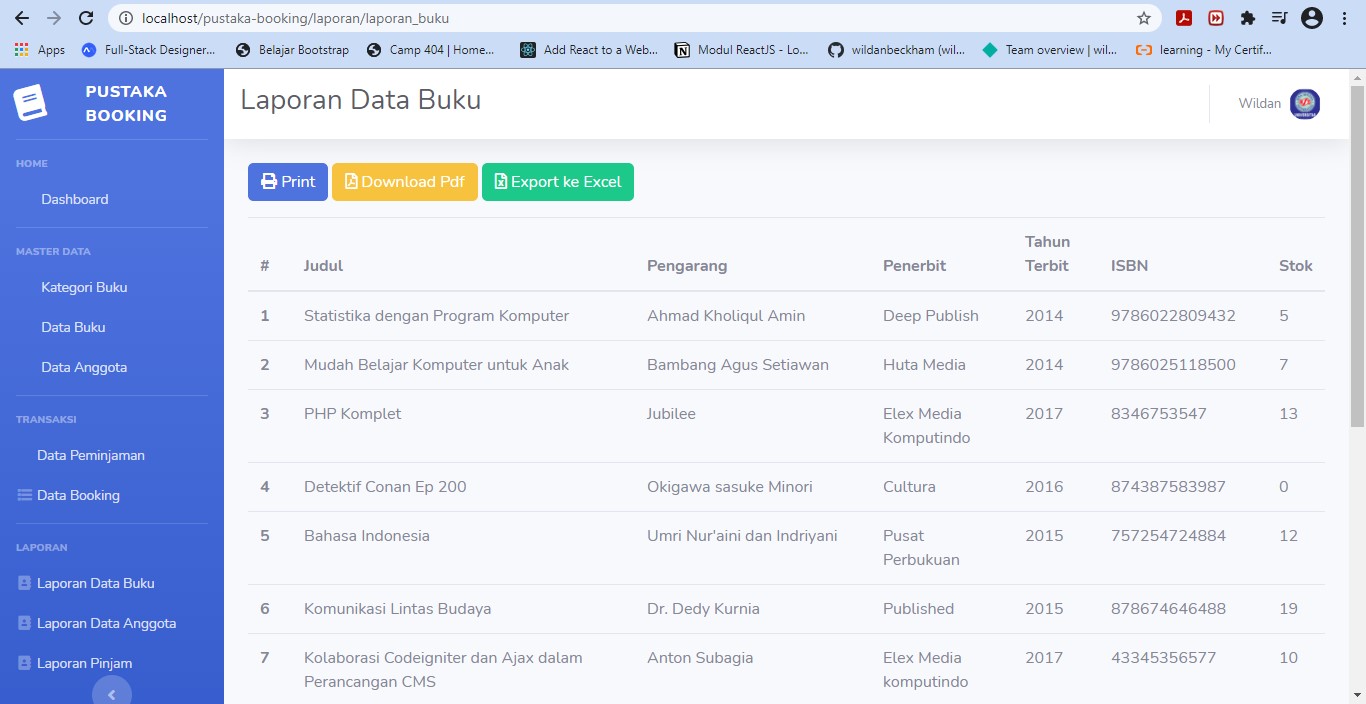 localhost/pustaka-booking/laporan/laporan_buku
Apps Full-Stack Designer... Belajar Bootstrap Camp 404 | Home... Add React to a Web... Modul ReactJS - Lo... wildanbeckham (wil... Team overview | wil... learning - My Certif...
PUSTAKA
BOOKING
HOME
Dashboard
MASTER DATA
Kategori Buku
Data Buku
Data Anggota
TRANSAKSI
Data Peminjaman
Data Booking
LAPORAN
Laporan Data Buku
Laporan Data Anggota
Laporan Pinjam
Laporan Data Buku
Wildan
Print Download Pdf Export ke Excel
# Judul Pengarang Penerbit Tahun Terbit ISBN Stok
1 Statistika dengan Program Komputer Ahmad Kholiqul Amin Deep Publish 2014 9786022809432 5
2 Mudah Belajar Komputer untuk Anak Bambang Agus Setiawan Huta Media 2014 9786025118500 7
3 PHP Komplet Jubilee Elex Media Komputindo 2017 8346753547 13
4 Detektif Conan Ep 200 Okigawa sasuke Minori Cultura 2016 874387583987 0
5 Bahasa Indonesia Umri Nur'aini dan Indriyani Pusat Perbukuan 2015 757254724884 12
6 Komunikasi Lintas Budaya Dr. Dedy Kurnia Published 2015 878674646488 19
7 Kolaborasi Codeigniter dan Ajax dalam Perancangan CMS Anton Subagia Elex Media komputindo 2017 43345356577 10